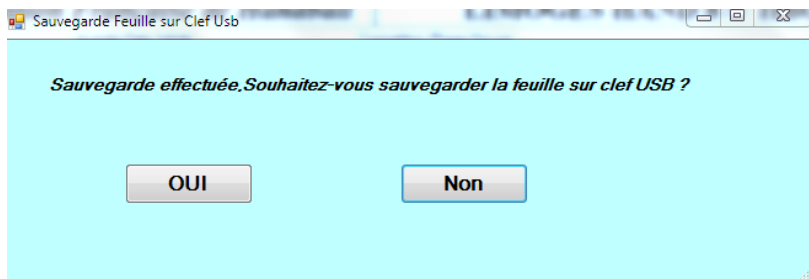 Sauvegarde Feuille sur Clef Usb
Sauvegarde effectuée,Souhaitez-vous sauvegarder la feuille sur clef USB ?
OUI
Non